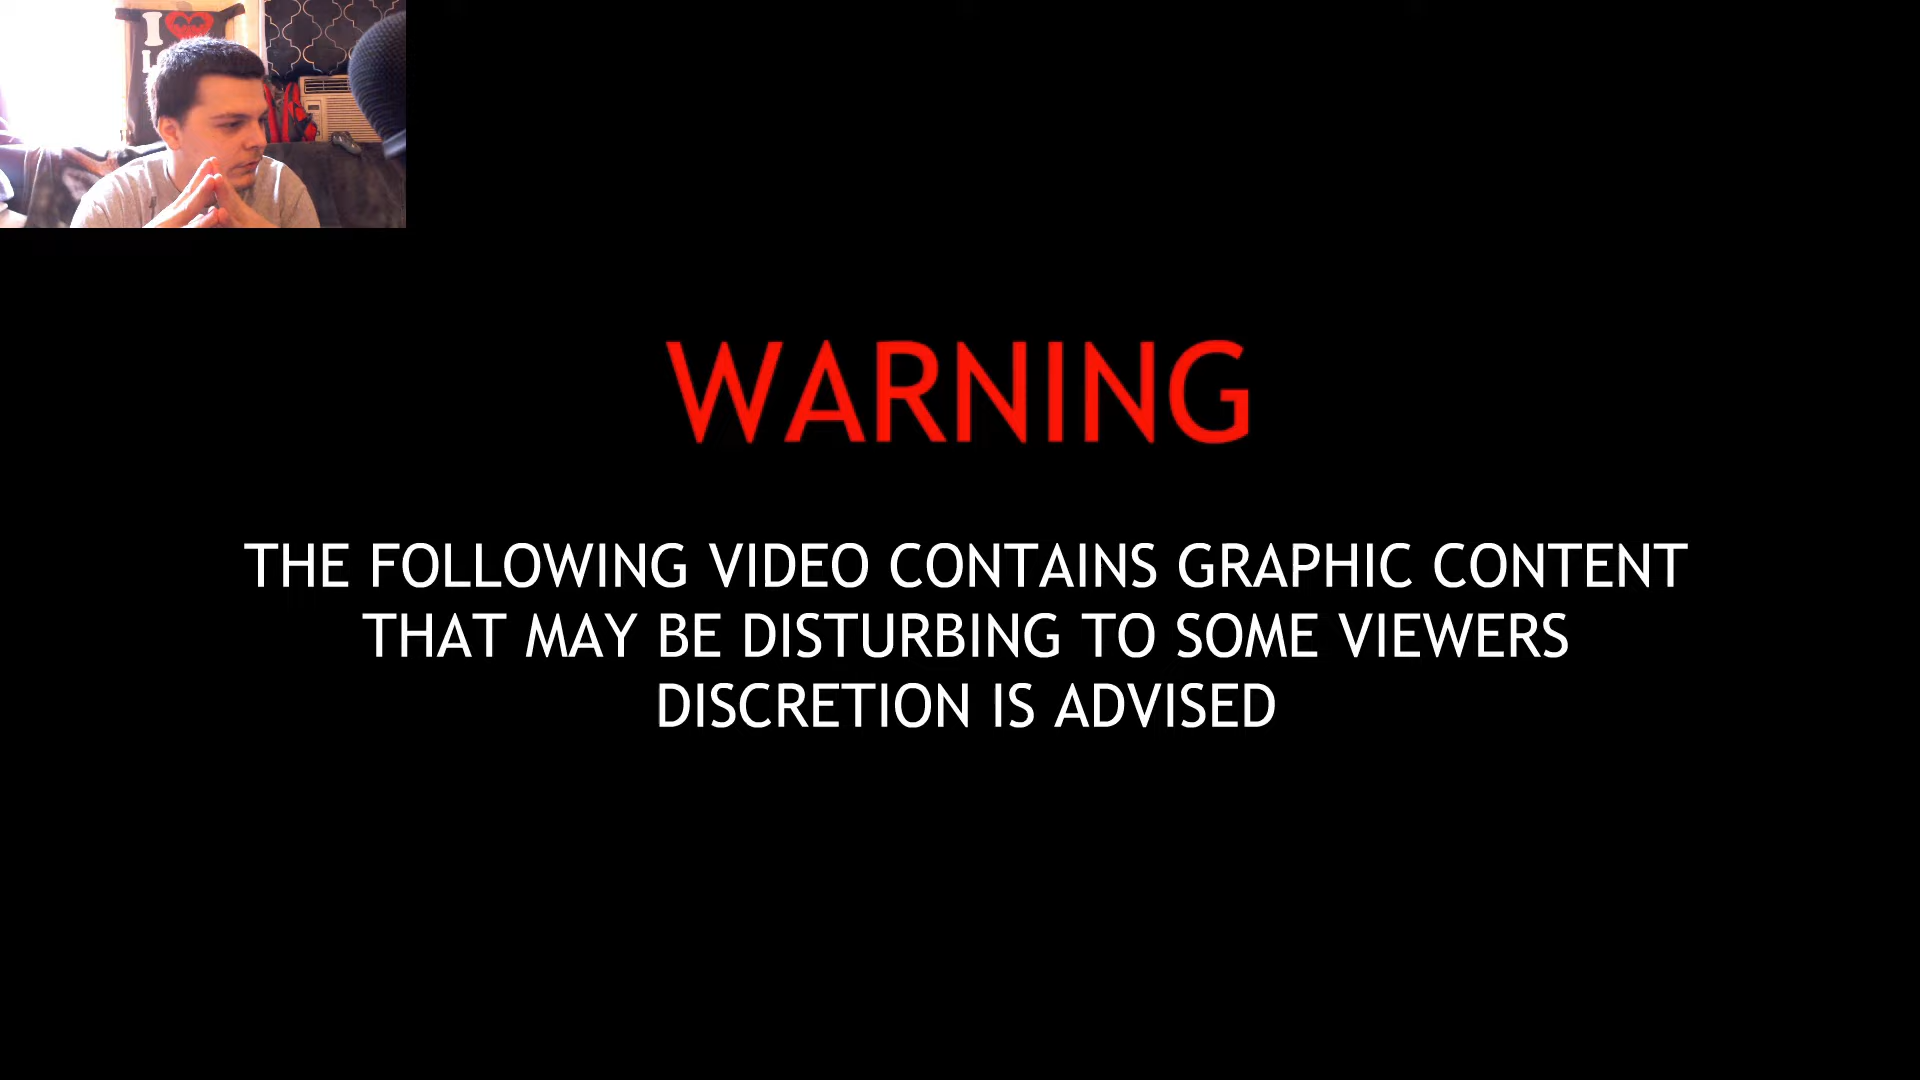 I
WARNING
THE FOLLOWING VIDEO CONTAINS GRAPHIC CONTENT
THAT MAY BE DISTURBING TO SOME VIEWERS
DISCRETION IS ADVISED